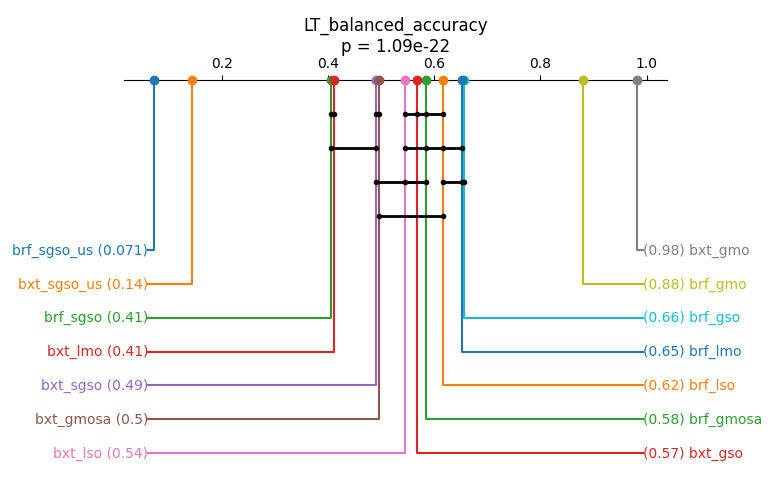 LT_balanced_accuracy
p = 1.09e-22
0.2 0.4 0.6 0.8 1.0
brf_sgso_us (0.071) (0.98) bxt_gmo
bxt_sgso_us (0.14) (0.88) brf_gmo
brf_sgso (0.41) (0.66) brf_gso
bxt_lmo (0.41) (0.65) brf_lmo
bxt_sgso (0.49) (0.62) brf_lso
bxt_gmosa (0.5) (0.58) brf_gmosa
bxt_lso (0.54) (0.57) bxt_gso